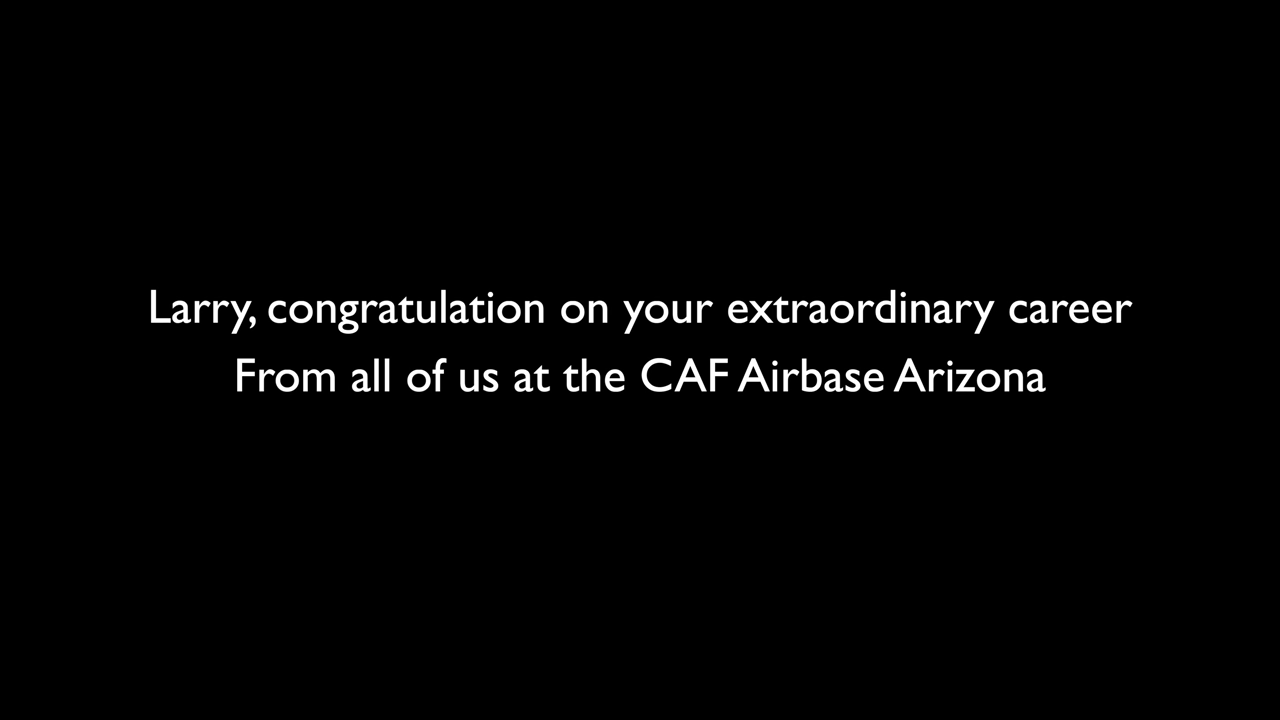 Larry, congratulation on your extraordinary career
From all of us at the CAF Airbase Arizona